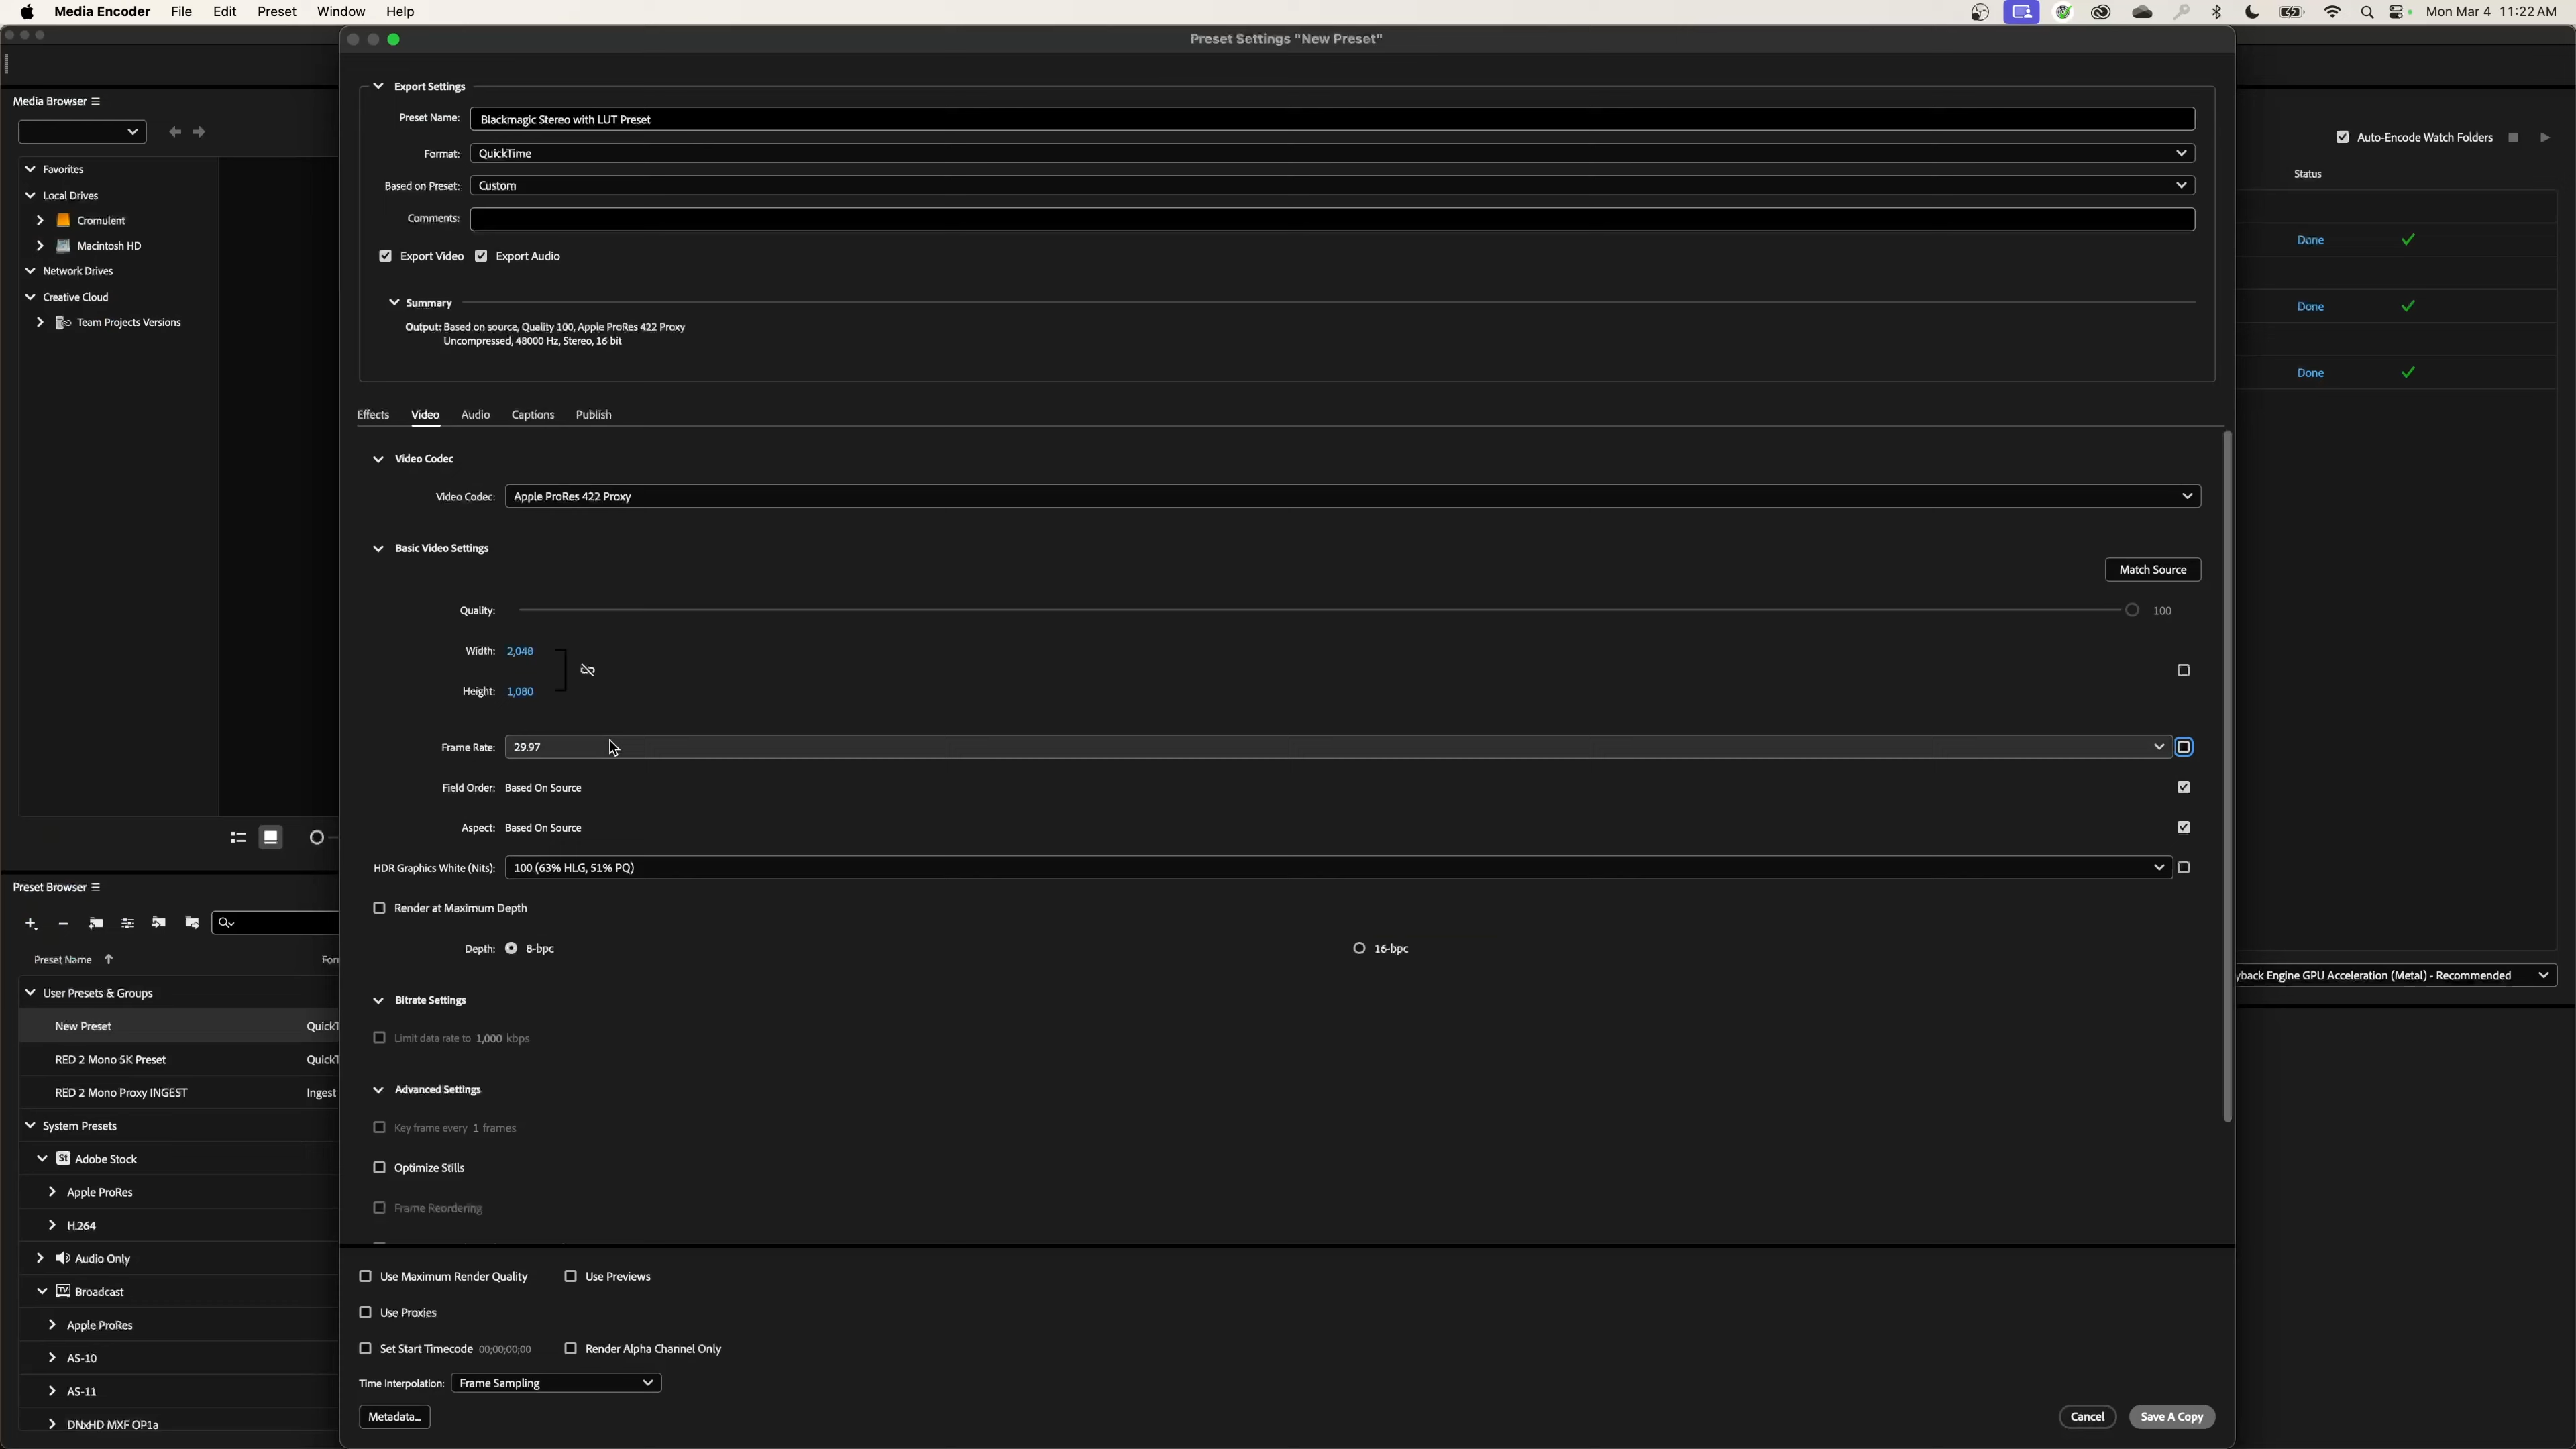 Media Encoder File Edit Preset Window Help Mon Mar 4 11:22 AM
Preset Settings "New Preset"
Media Browser
Favorites
Local Drives
Cromulent
Macintosh HD
Network Drives
Creative Cloud
Team Projects Versions
Export Settings
Preset Name: Blackmagic Stereo with LUT Preset
Format: QuickTime
Based on Preset: Custom
Comments:
Export Video Export Audio
Summary
Output: Based on source, Quality 100, Apple ProRes 422 Proxy
Uncompressed, 48000 Hz, Stereo, 16 bit
Auto-Encode Watch Folders
Status
Done
Done
Done
Effects Video Audio Captions Publish
Video Codec
Video Codec: Apple ProRes 422 Proxy
Basic Video Settings
Match Source
Quality: 100
Width: 2,048
Height: 1,080
Frame Rate: 29.97
Field Order: Based On Source
Aspect: Based On Source
HDR Graphics White (Nits): 100 (63% HLG, 51% PQ)
Render at Maximum Depth
Depth: 8-bpc 16-bpc
Bitrate Settings
Limit data rate to 1,000 kbps
Advanced Settings
Key frame every 1 frames
Optimize Stills
Frame Reordering
yback Engine GPU Acceleration (Metal) - Recommended
Preset Browser
Preset Name For
User Presets & Groups
New Preset QuickT
RED 2 Mono 5K Preset QuickT
RED 2 Mono Proxy INGEST Ingest
System Presets
St Adobe Stock
Apple ProRes
H.264
Audio Only
TV Broadcast
Apple ProRes
AS-10
AS-11
DNxHD MXF OP1a
Use Maximum Render Quality Use Previews
Use Proxies
Set Start Timecode 00;00;00;00 Render Alpha Channel Only
Time Interpolation: Frame Sampling
Metadata...
Cancel Save A Copy